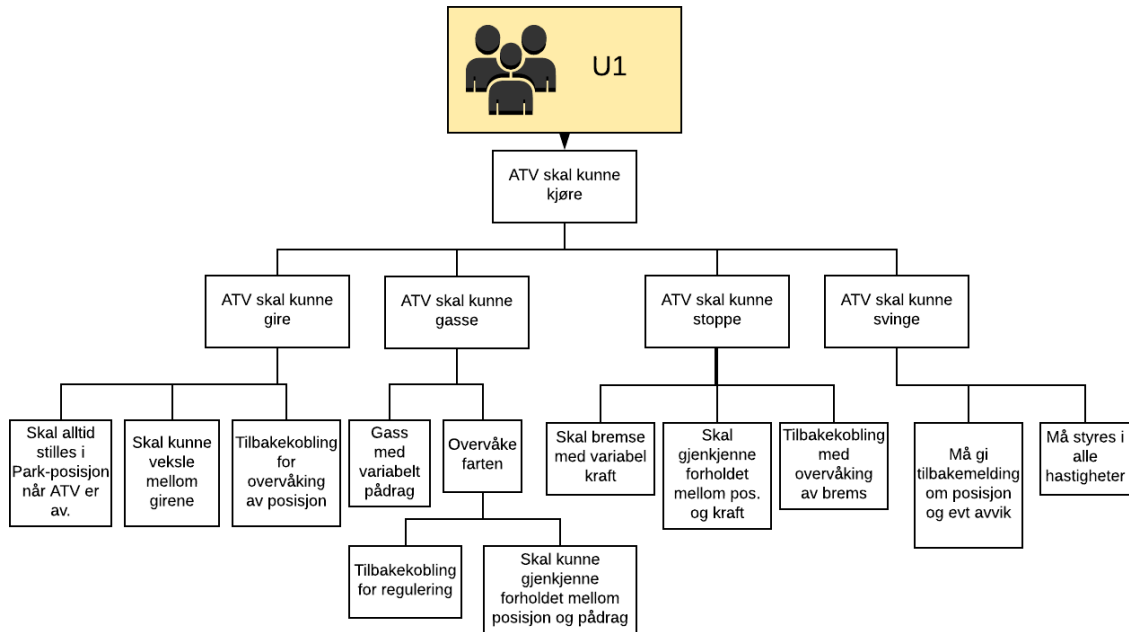 U1
ATV skal kunne
kjøre
ATV skal kunne
gire
ATV skal kunne
gasse
ATV skal kunne
stoppe
ATV skal kunne
svinge
Skal alltid
stilles i
Park-posisjon
når ATV er
av.
Skal kunne
veksle
mellom
girene
Tilbakekobling
for
overvåking
av posisjon
Gass
med
variabelt
pådrag
Overvåke
farten
Skal bremse
med variabel
kraft
Skal
gjenkjenne
forholdet
mellom pos.
og kraft
Tilbakekobling
med
overvåking
av brems
Må gi
tilbakemelding
om posisjon
og evt avvik
Må styres i
alle
hastigheter
Tilbakekobling
for regulering
Skal kunne
gjenkjenne
forholdet mellom
posisjon og pådrag